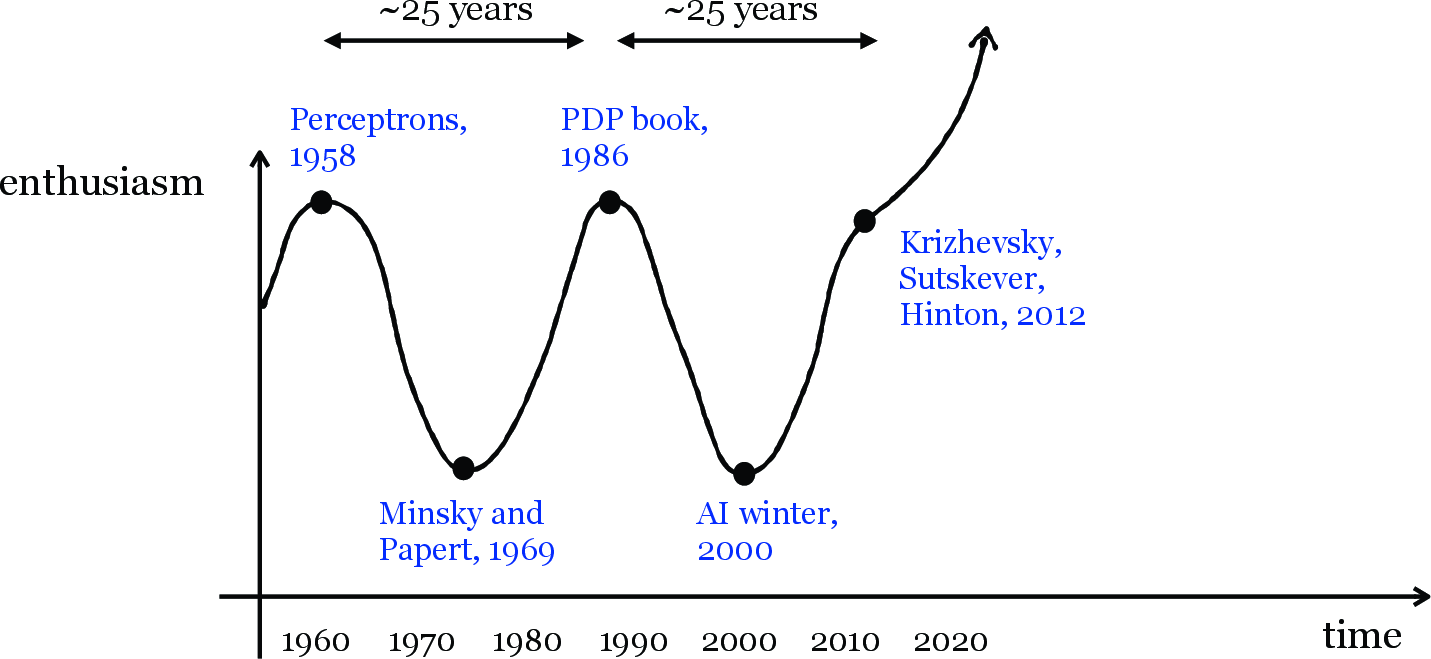 ~25 years
~25 years
Perceptrons,
1958
PDP book,
1986
enthusiasm
Krizhevsky,
Sutskever,
Hinton, 2012
Minsky and
Papert, 1969
AI winter,
2000
1960 1970 1980 1990 2000 2010 2020
time